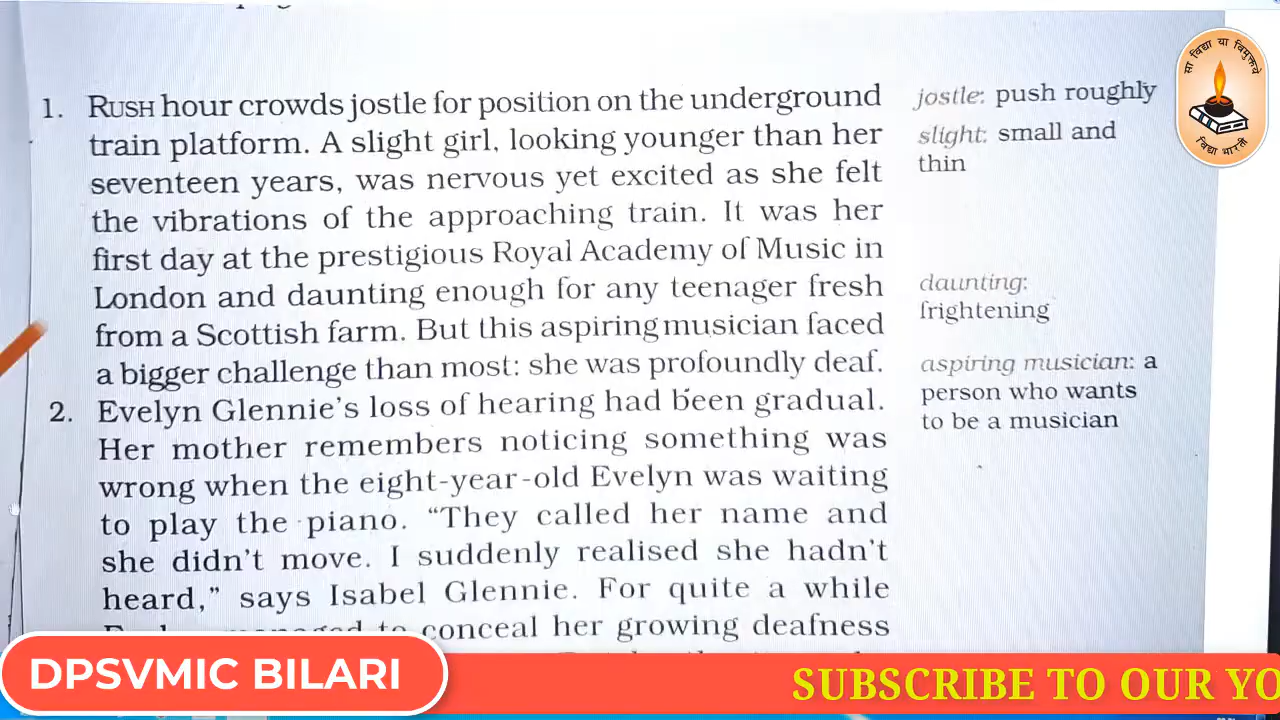 1. RUSH hour crowds jostle for position on the underground
train platform. A slight girl, looking younger than her
seventeen years, was nervous yet excited as she felt
the vibrations of the approaching train. It was her
first day at the prestigious Royal Academy of Music in
London and daunting enough for any teenager fresh
from a Scottish farm. But this aspiring musician faced
a bigger challenge than most: she was profoundly deaf.
2. Evelyn Glennie's loss of hearing had been gradual.
Her mother remembers noticing something was
wrong when the eight-year-old Evelyn was waiting
to play the piano. “They called her name and
she didn't move. I suddenly realised she hadn't
heard,” says Isabel Glennie. For quite a while
conceal her growing deafness
jostle: push roughly
slight: small and
thin
daunting:
frightening
aspiring musician: a
person who wants
to be a musician
सा विद्या या विमुक्तये
विद्या भारती
DPSVMIC BILARI
SUBSCRIBE TO OUR YO